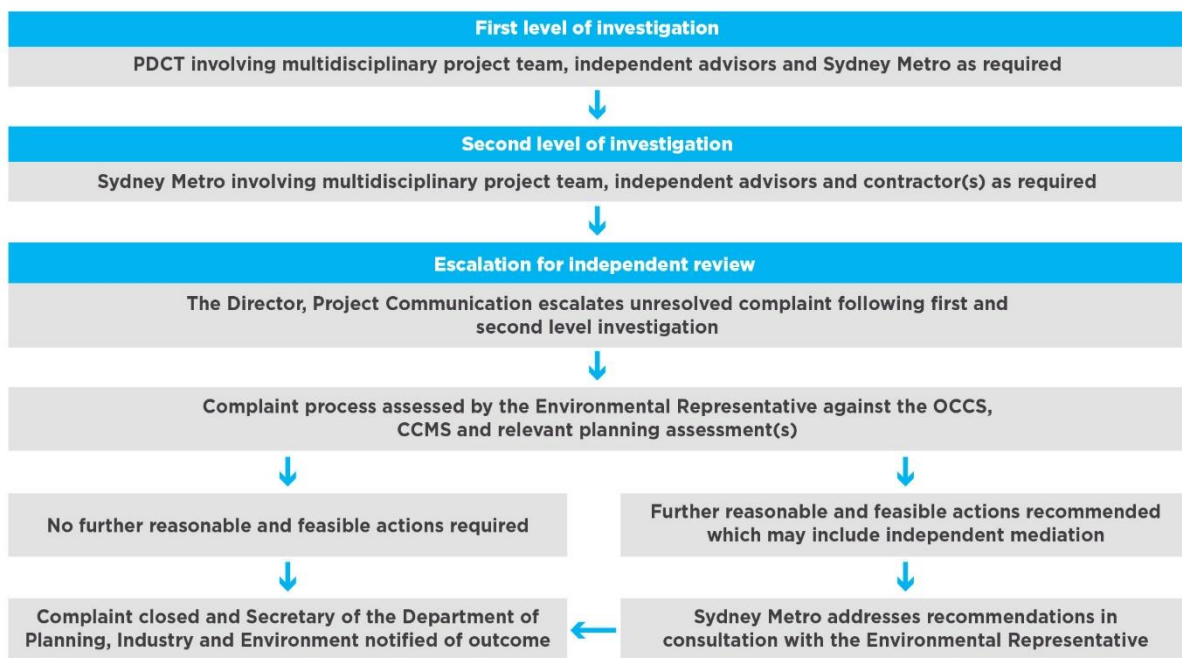 First level of investigation
PDCT involving multidisciplinary project team, independent advisors and Sydney Metro as required
Second level of investigation
Sydney Metro involving multidisciplinary project team, independent advisors and contractor(s) as required
Escalation for independent review
The Director, Project Communication escalates unresolved complaint following first and
second level investigation
Complaint process assessed by the Environmental Representative against the OCCS,
CCMS and relevant planning assessment(s)
No further reasonable and feasible actions required
Further reasonable and feasible actions recommended
which may include independent mediation
Complaint closed and Secretary of the Department of
Planning, Industry and Environment notified of outcome
Sydney Metro addresses recommendations in
consultation with the Environmental Representative